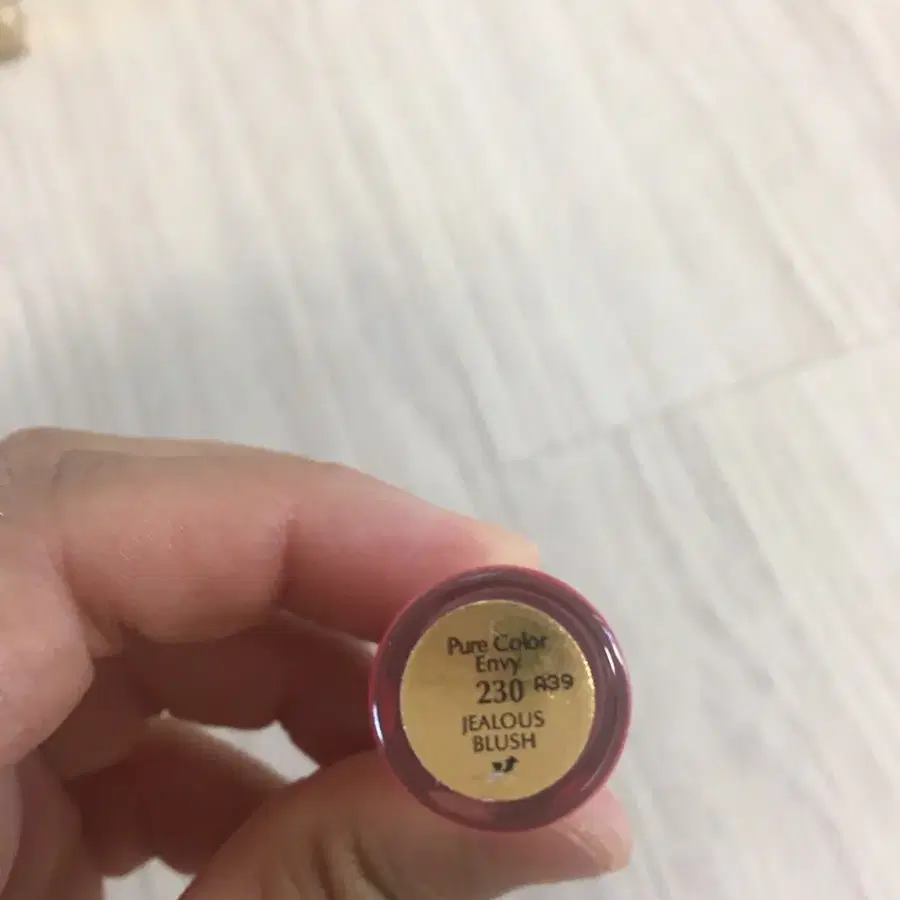 Pure Color
Envy
230 A39
JEALOUS
BLUSH